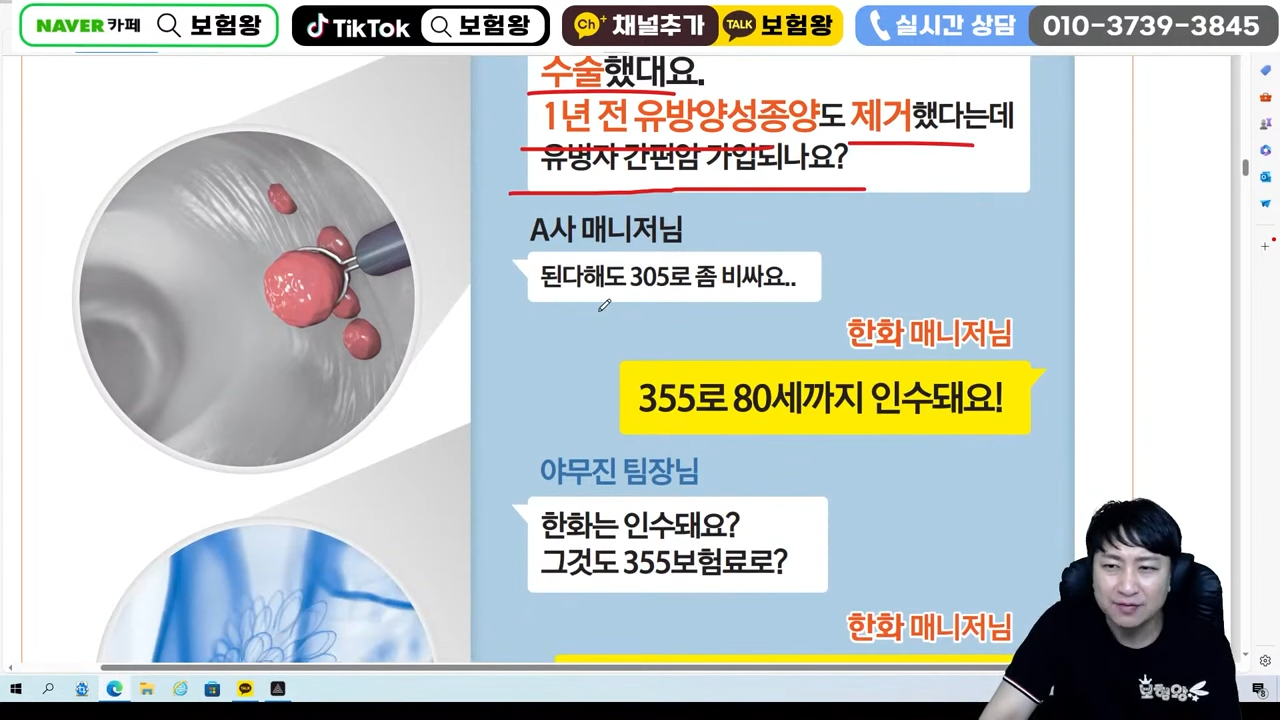 NAVER 카페 보험왕
TikTok 보험왕
Ch+ 채널추가 TALK 보험왕
실시간 상담 010-3739-3845
수술했대요.
1년 전 유방양성종양도 제거했다는데
유병자 간편암 가입되나요?
A사 매니저님
된다해도 305로 좀 비싸요..
한화 매니저님
355로 80세까지 인수돼요!
야무진 팀장님
한화는 인수돼요?
그것도 355보험료로?
한화 매니저님
보험왕